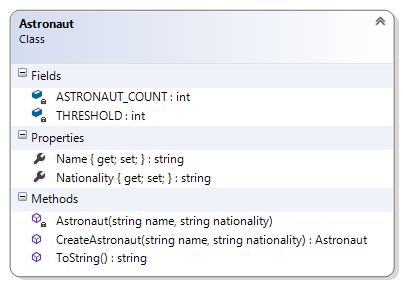 Astronaut
Class
Fields
ASTRONAUT_COUNT : int
THRESHOLD : int
Properties
Name { get; set; } : string
Nationality { get; set; } : string
Methods
Astronaut(string name, string nationality)
CreateAstronaut(string name, string nationality) : Astronaut
ToString() : string